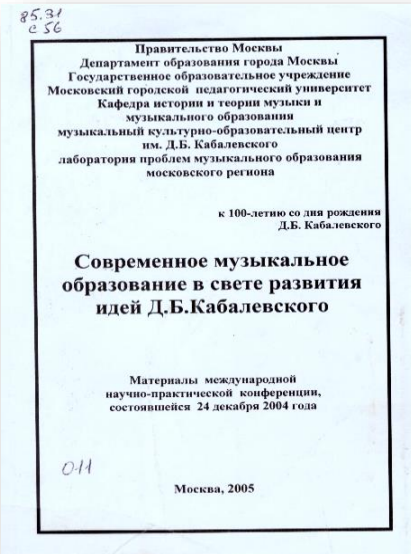 85.31
с 56
Правительство Москвы
Департамент образования города Москвы
Государственное образовательное учреждение
Московский городской педагогический университет
Кафедра истории и теории музыки и
музыкального образования
музыкальный культурно-образовательный центр
им. Д.Б. Кабалевского
лаборатория проблем музыкального образования
московского региона
к 100-летию со дня рождения
Д.Б. Кабалевского
Современное музыкальное
образование в свете развития
идей Д.Б.Кабалевского
Материалы международной
научно-практической конференции,
состоявшейся 24 декабря 2004 года
011
Москва, 2005